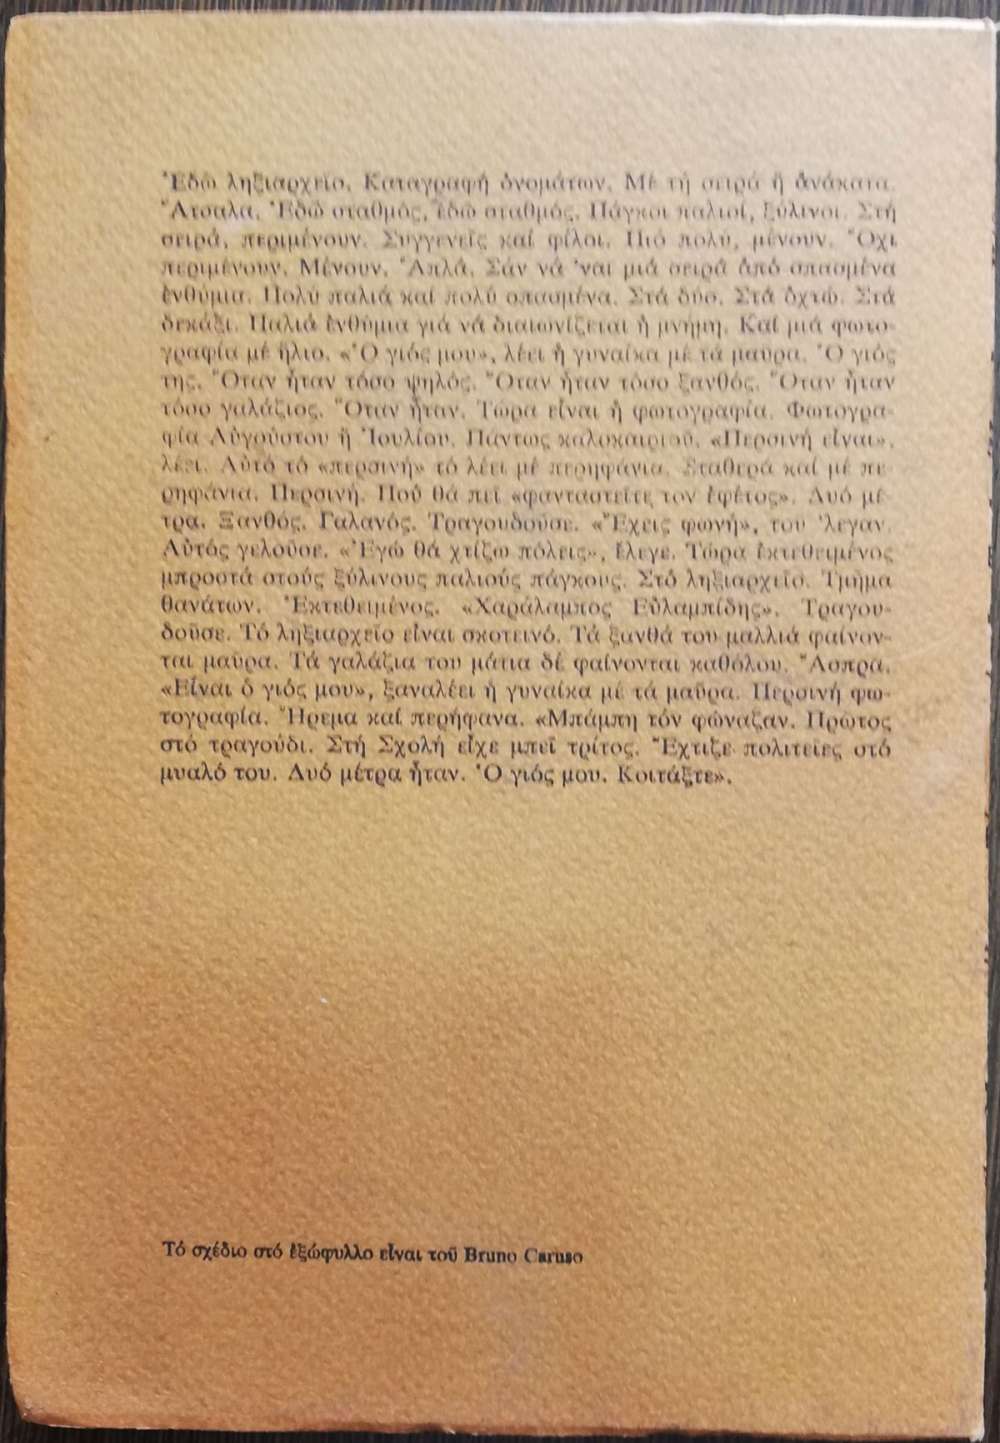 Ἐδῶ ληξιαρχεῖο. Καταγραφή ὀνομάτων. Μέ τή σειρά ἤ ἀνάκατα.
Ἄτσαλα. Ἐδῶ σταθμός, ἐδῶ σταθμός. Πάγκοι παλιοί, ξύλινοι. Στή
σειρά, περιμένουν. Συγγενεῖς καί φίλοι. Πιό πολύ, μένουν. Ὄχι
περιμένουν. Μένουν. Ἁπλά. Σάν νά 'ναι μιά σειρά ἀπό σπασμένα
ἐνθύμια. Πολύ παλιά καί πολύ σπασμένα. Στά δύο. Στά ὀχτώ. Στά
δεκάξι. Παλιά ἐνθύμια γιά νά διαιωνίζεται ἡ μνήμη. Καί μιά φωτο-
γραφία μέ ἥλιο. «Ὁ γιός μου», λέει ἡ γυναίκα μέ τά μαῦρα. Ὁ γιός
της. Ὅταν ἦταν τόσο ψηλός. Ὅταν ἦταν τόσο ξανθός. Ὅταν ἦταν
τόσο γαλάζιος. Ὅταν ἦταν. Τώρα εἶναι ἡ φωτογραφία. Φωτογρα-
φία Αὐγούστου ἤ Ἰουλίου. Πάντως καλοκαιριοῦ. «Περσινή εἶναι»,
λέει. Αὐτό τό «περσινή» τό λέει μέ περηφάνια. Σταθερά καί μέ πε-
ρηφάνια. Περσινή. Πού θά πεῖ «φανταστεῖτε τον ἐφέτος». Δυό μέ-
τρα. Ξανθός. Γαλανός. Τραγουδοῦσε. «Ἔχεις φωνή», του 'λεγαν.
Αὐτός γελοῦσε. «Ἐγώ θά χτίζω πόλεις», ἔλεγε. Τώρα ἐκτεθειμένος
μπροστά στούς ξύλινους παλιούς πάγκους. Στό ληξιαρχεῖο. Τμῆμα
θανάτων. Ἐκτεθειμένος. «Χαράλαμπος Εὐλαμπίδης». Τραγου-
δοῦσε. Τό ληξιαρχεῖο εἶναι σκοτεινό. Τά ξανθά του μαλλιά φαίνον-
ται μαῦρα. Τά γαλάζια του μάτια δέ φαίνονται καθόλου. Ἄσπρα.
«Εἶναι ὁ γιός μου», ξαναλέει ἡ γυναίκα μέ τά μαῦρα. Περσινή φω-
τογραφία. Ἤρεμα καί περήφανα. «Μπάμπη τόν φώναζαν. Πρῶτος
στό τραγούδι. Στή Σχολή εἶχε μπεῖ τρίτος. Ἔχτιζε πολιτείες στό
μυαλό του. Δυό μέτρα ἦταν. Ὁ γιός μου. Κοιτάξτε».
Τό σχέδιο στό ἐξώφυλλο εἶναι τοῦ Bruno Caruso